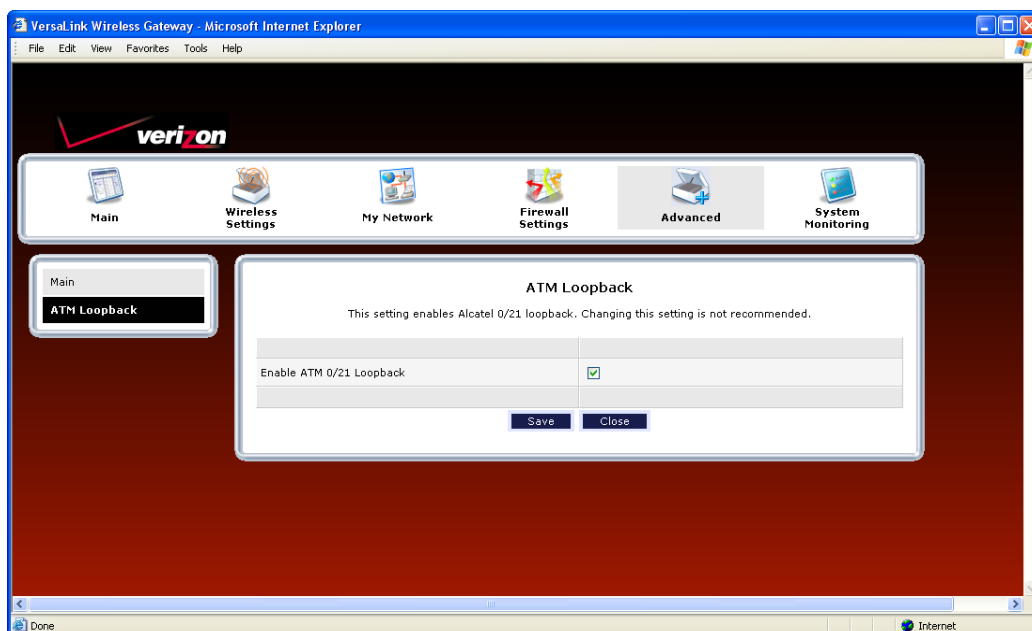 VersaLink Wireless Gateway - Microsoft Internet Explorer
File Edit View Favorites Tools Help
verizon
Main
Wireless Settings
My Network
Firewall Settings
Advanced
System Monitoring
Main
ATM Loopback
ATM Loopback
This setting enables Alcatel 0/21 loopback. Changing this setting is not recommended.
Enable ATM 0/21 Loopback
Save Close
Done Internet